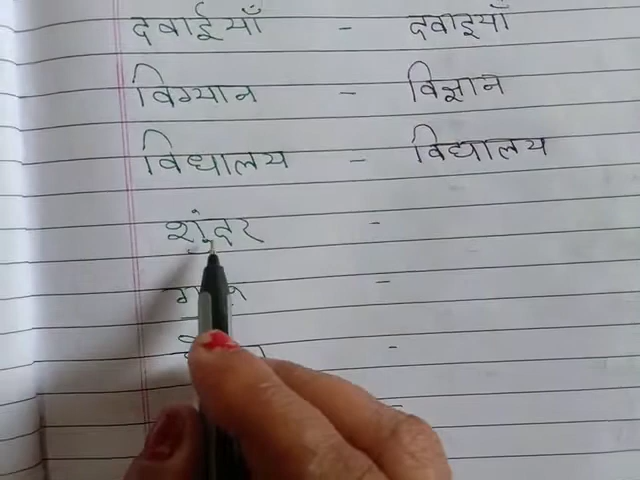 दवाईयाँ - दवाइयाँ
विग्यान - विज्ञान
विधालय - विद्यालय
शुंदर -
-
-